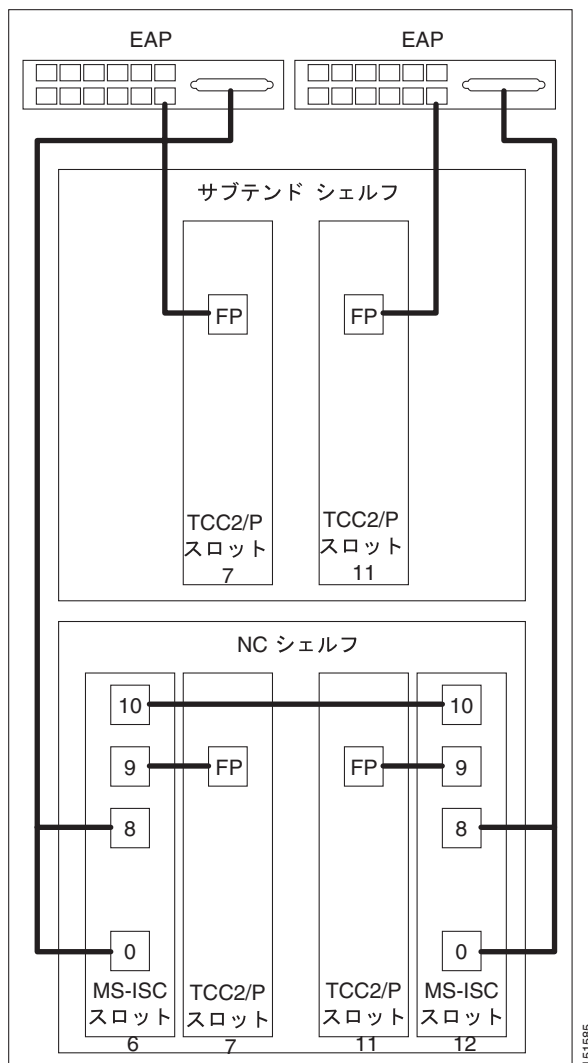 EAP
EAP
サブテンド シェルフ
FP
FP
TCC2/P
スロット
7
TCC2/P
スロット
11
NC シェルフ
10
10
9
FP
FP
9
8
8
0
0
MS-ISC
スロット
6
TCC2/P
スロット
7
TCC2/P
スロット
11
MS-ISC
スロット
12